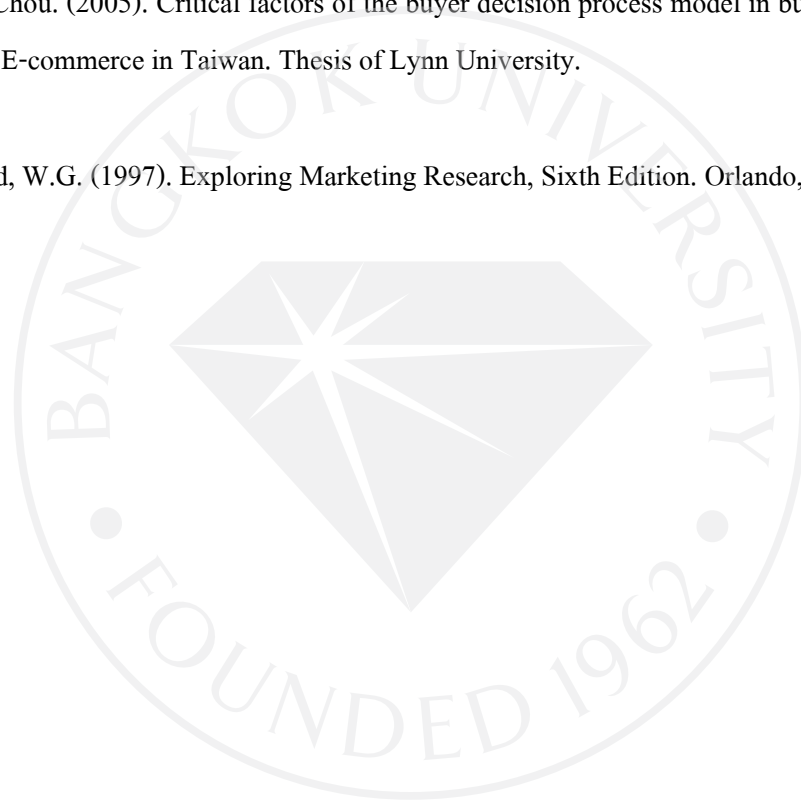 Chou. (2005). Critical factors of the buyer decision process model in
E-commerce in Taiwan. Thesis of Lynn University.
d, W.G. (1997). Exploring Marketing Research, Sixth Edition. Orlando,
BANGKOK UNIVERSITY
• FOUNDED 1962 •